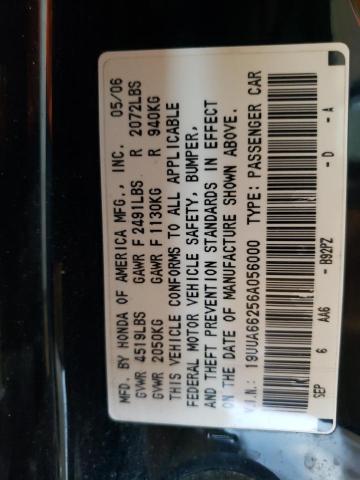 MFD. BY HONDA OF AMERICA MFG., INC. 05/06
GVWR 4519LBS GAWR F 2491LBS R 2072LBS
GVWR 2050KG GAWR F 1130KG R 940KG
THIS VEHICLE CONFORMS TO ALL APPLICABLE
FEDERAL MOTOR VEHICLE SAFETY, BUMPER,
AND THEFT PREVENTION STANDARDS IN EFFECT
ON THE DATE OF MANUFACTURE SHOWN ABOVE.
V.I.N.: 19UUA66256A056000 TYPE: PASSENGER CAR
SEP 6 AA6 - B92PZ - D - A